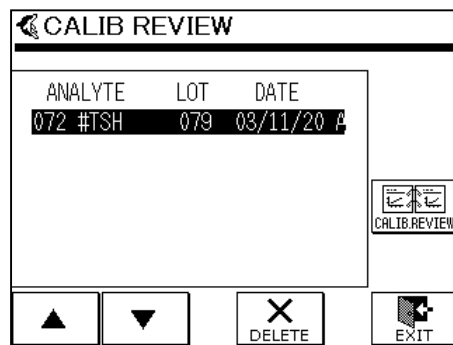 CALIB REVIEW
ANALYTE LOT DATE
072 #TSH 079 03/11/20 A
CALIB.REVIEW
DELETE
EXIT